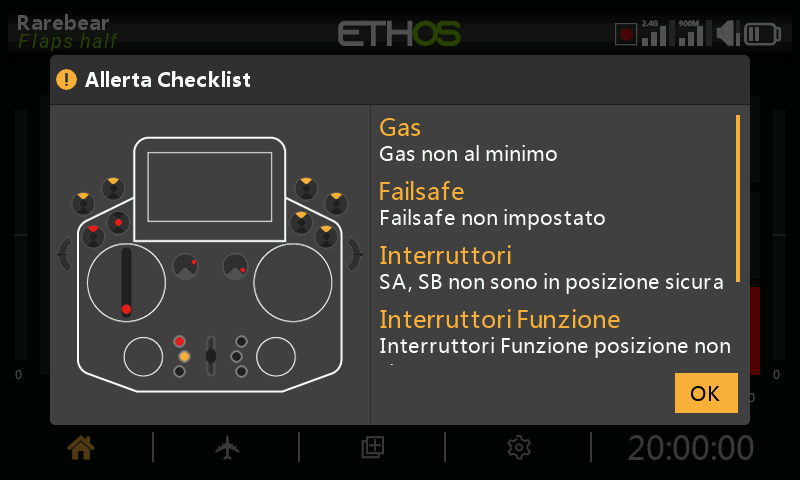 Rarebear
Flaps half
ETHOS
2.4G
900M
Allerta Checklist
Gas
Gas non al minimo
Failsafe
Failsafe non impostato
Interruttori
SA, SB non sono in posizione sicura
Interruttori Funzione
Interruttori Funzione posizione non
OK
0
0
20:00:00